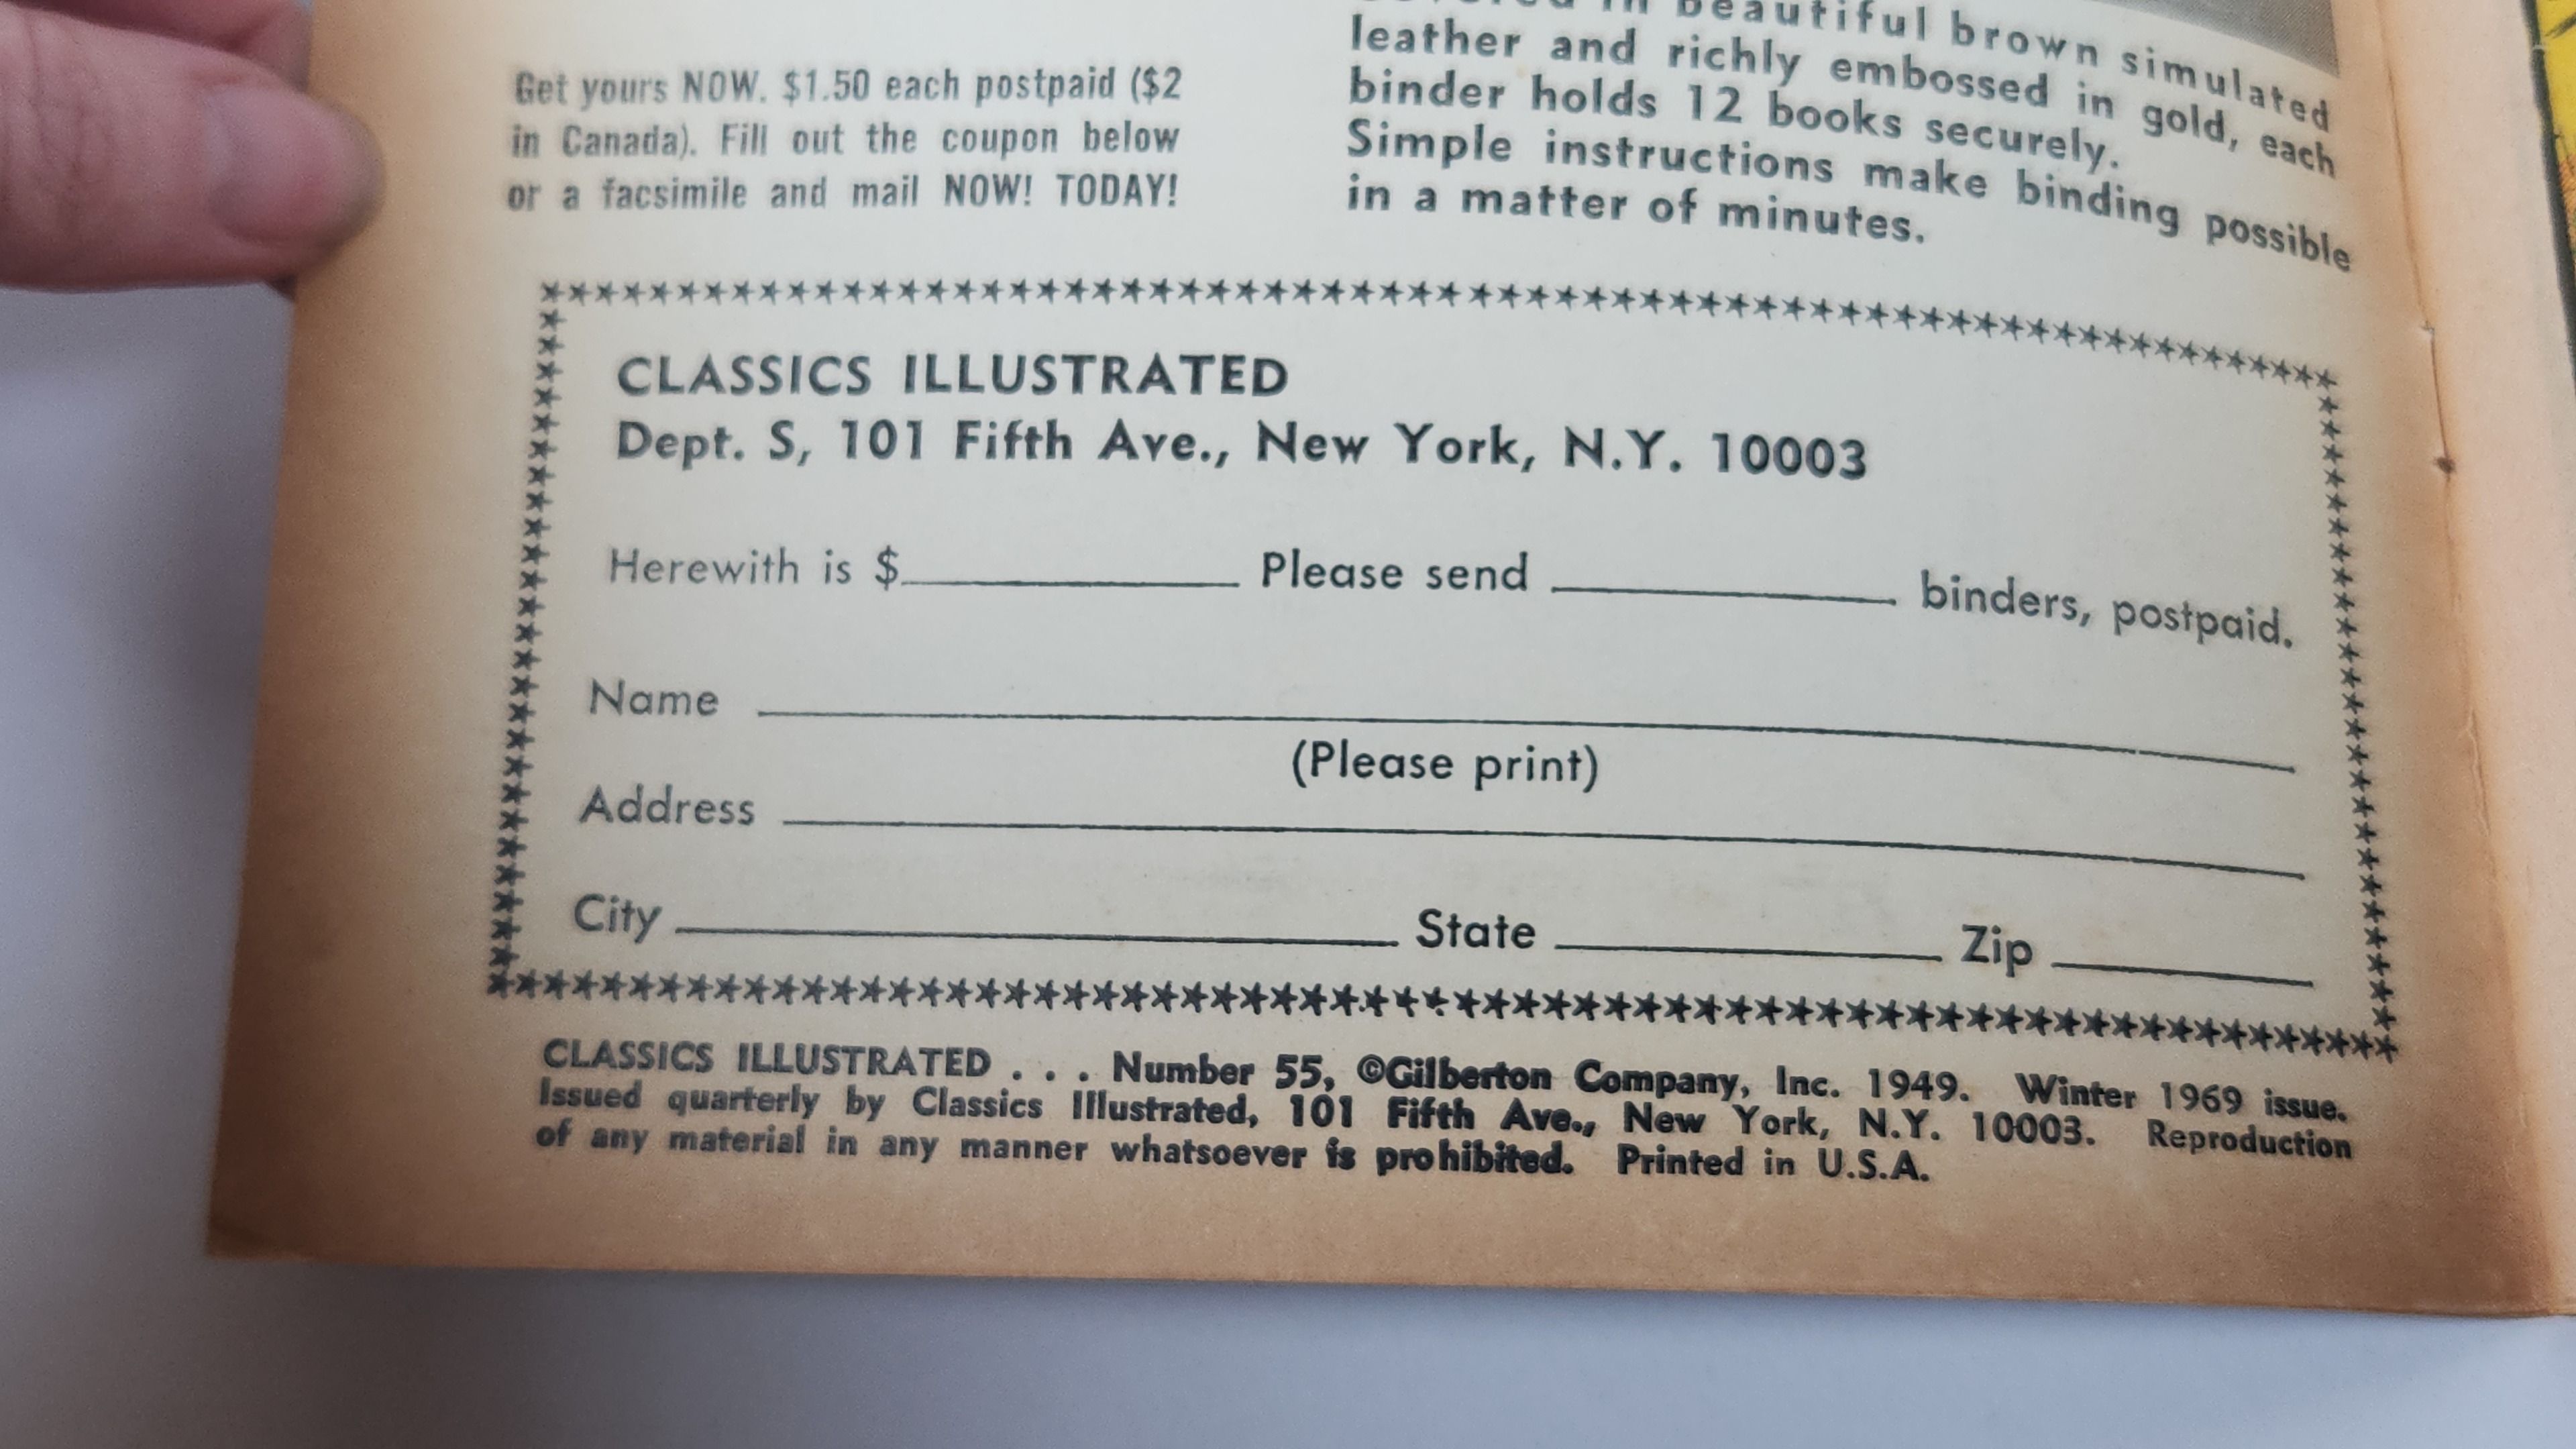 Get yours NOW. $1.50 each postpaid ($2
in Canada). Fill out the coupon below
or a facsimile and mail NOW! TODAY!
beautiful brown simulated
leather and richly embossed in gold, each
binder holds 12 books securely.
Simple instructions make binding possible
in a matter of minutes.
CLASSICS ILLUSTRATED
Dept. S, 101 Fifth Ave., New York, N.Y. 10003
Herewith is $ Please send binders, postpaid.
Name
(Please print)
Address
City State Zip
CLASSICS ILLUSTRATED . . . Number 55, ©Gilberton Company, Inc. 1949. Winter 1969 issue.
Issued quarterly by Classics Illustrated, 101 Fifth Ave., New York, N.Y. 10003. Reproduction
of any material in any manner whatsoever is prohibited. Printed in U.S.A.